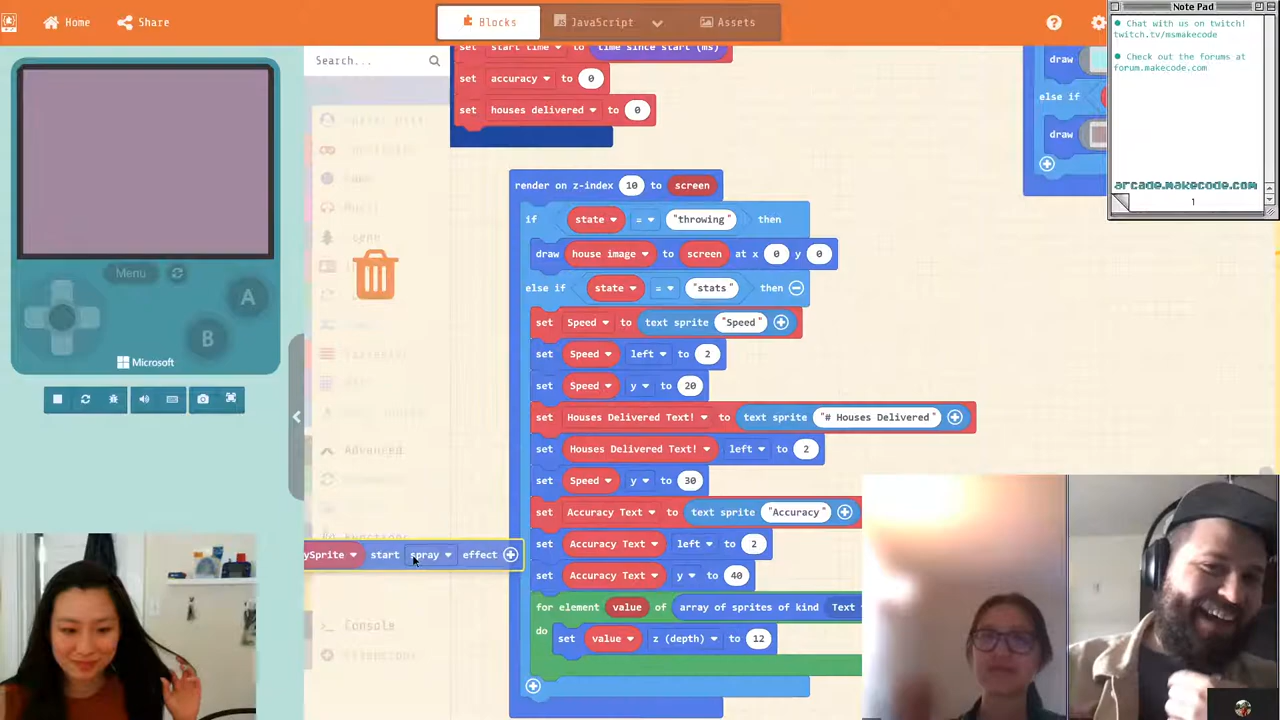 Home
Share
Blocks
JavaScript
Assets
Note Pad
Chat with us on twitch!
twitch.tv/msmakecode
Check out the forums at
forum.makecode.com
arcade.makecode.com
1
Search...
Menu
A
B
Microsoft
Advanced
Console
set start time to time since start (ms)
set accuracy to 0
set houses delivered to 0
render on z-index 10 to screen
if state = "throwing" then
draw house image to screen at x 0 y 0
else if state = "stats" then
set Speed to text sprite "Speed"
set Speed left to 2
set Speed y to 20
set Houses Delivered Text! to text sprite "# Houses Delivered"
set Houses Delivered Text! left to 2
set Speed y to 30
set Accuracy Text to text sprite "Accuracy"
set Accuracy Text left to 2
set Accuracy Text y to 40
for element value of array of sprites of kind Text
do set value z (depth) to 12
ySprite start spray effect
draw
else if
draw